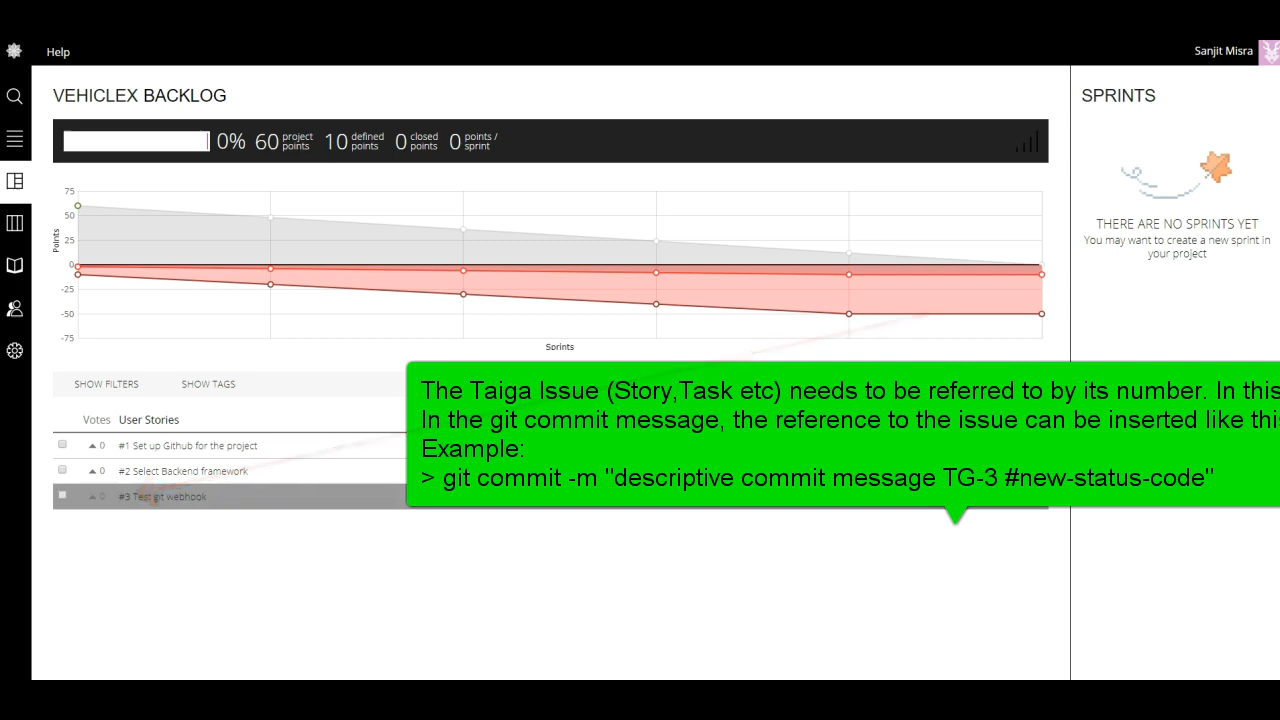 Help
Sanjit Misra
VEHICLEX BACKLOG
SPRINTS
0% 60 project points 10 defined points 0 closed points 0 points / sprint
75
50
25
0
-25
-50
-75
Points
Sprints
THERE ARE NO SPRINTS YET
You may want to create a new sprint in
your project
SHOW FILTERS SHOW TAGS
Votes User Stories
0 #1 Set up Github for the project
0 #2 Select Backend framework
0 #3 Test git webhook
The Taiga Issue (Story,Task etc) needs to be referred to by its number. In this
In the git commit message, the reference to the issue can be inserted like this
Example:
> git commit -m "descriptive commit message TG-3 #new-status-code"